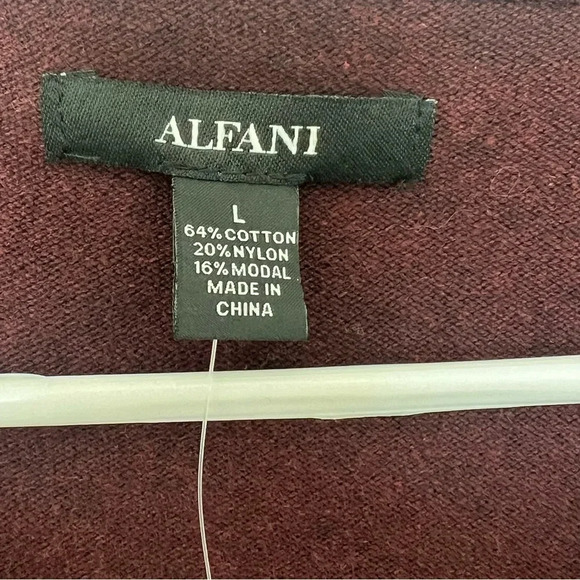 ALFANI
L
64% COTTON
20% NYLON
16% MODAL
MADE IN
CHINA